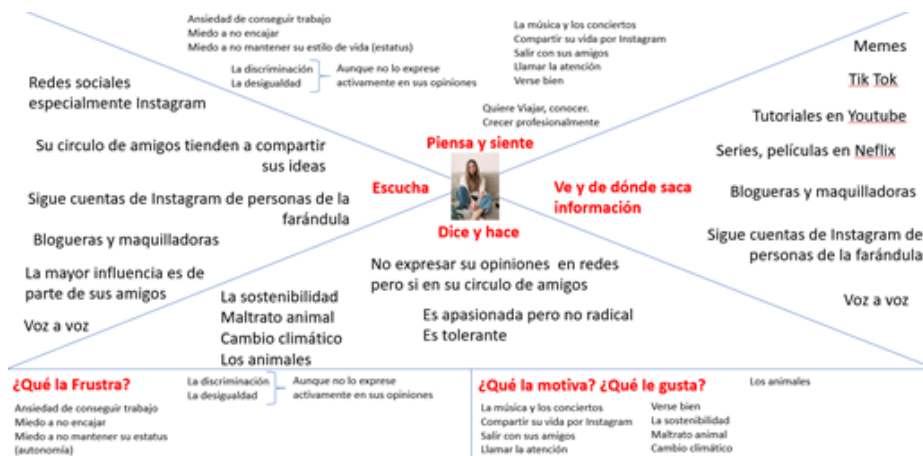 Ansiedad de conseguir trabajo
Miedo a no encajar
Miedo a no mantener su estilo de vida (estatus)
La discriminación
La desigualdad
Aunque no lo exprese
activamente en sus opiniones
La música y los conciertos
Compartir su vida por Instagram
Salir con sus amigos
Llamar la atención
Verse bien
Quiere Viajar, conocer.
Crecer profesionalmente
Piensa y siente
Redes sociales
especialmente Instagram
Su circulo de amigos tienden a compartir
sus ideas
Escucha
Sigue cuentas de Instagram de personas de la
farándula
Blogueras y maquilladoras
La mayor influencia es de
parte de sus amigos
Voz a voz
Memes
Tik Tok
Tutoriales en Youtube
Series, películas en Neflix
Ve y de dónde saca
información
Blogueras y maquilladoras
Sigue cuentas de Instagram de
personas de la farándula
Voz a voz
Dice y hace
No expresar su opiniones en redes
pero si en su circulo de amigos
La sostenibilidad
Maltrato animal
Cambio climático
Los animales
Es apasionada pero no radical
Es tolerante
¿Qué la Frustra?
La discriminación
La desigualdad
Aunque no lo exprese
activamente en sus opiniones
Ansiedad de conseguir trabajo
Miedo a no encajar
Miedo a no mantener su estatus
(autonomía)
¿Qué la motiva? ¿Qué le gusta?
Los animales
La música y los conciertos
Compartir su vida por Instagram
Salir con sus amigos
Llamar la atención
Verse bien
La sostenibilidad
Maltrato animal
Cambio climático